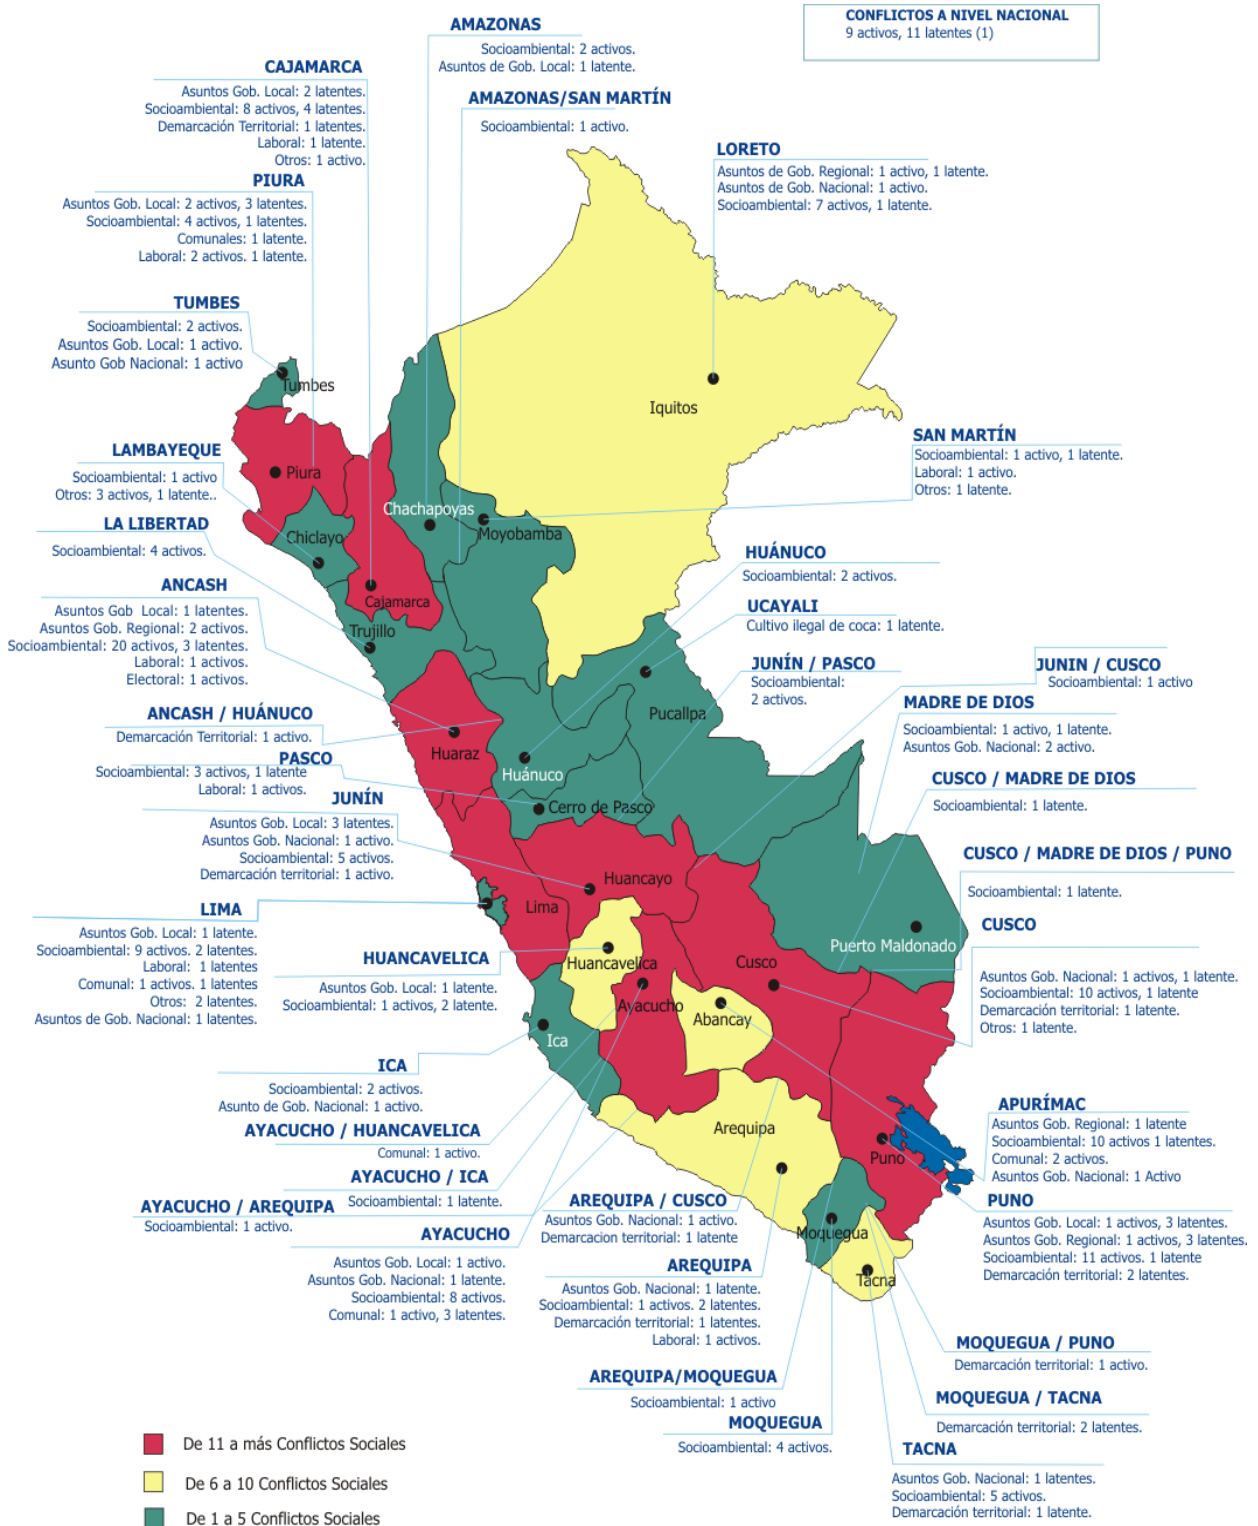 CONFLICTOS A NIVEL NACIONAL
9 activos, 11 latentes (1)
AMAZONAS
Socioambiental: 2 activos.
Asuntos de Gob. Local: 1 latente.
CAJAMARCA
Asuntos Gob. Local: 2 latentes.
Socioambiental: 8 activos, 4 latentes.
Demarcación Territorial: 1 latentes.
Laboral: 1 latente.
Otros: 1 activo.
AMAZONAS/SAN MARTÍN
Socioambiental: 1 activo.
LORETO
Asuntos de Gob. Regional: 1 activo, 1 latente.
Asuntos de Gob. Nacional: 1 activo.
Socioambiental: 7 activos, 1 latente.
PIURA
Asuntos Gob. Local: 2 activos, 3 latentes.
Socioambiental: 4 activos, 1 latentes.
Comunales: 1 latente.
Laboral: 2 activos. 1 latente.
TUMBES
Socioambiental: 2 activos.
Asuntos Gob. Local: 1 activo.
Asunto Gob Nacional: 1 activo
Tumbes
Iquitos
LAMBAYEQUE
Socioambiental: 1 activo
Otros: 3 activos, 1 latente..
Piura
SAN MARTÍN
Socioambiental: 1 activo, 1 latente.
Laboral: 1 activo.
Otros: 1 latente.
Chachapoyas
Moyobamba
Chiclayo
LA LIBERTAD
Socioambiental: 4 activos.
HUÁNUCO
Socioambiental: 2 activos.
ANCASH
Asuntos Gob Local: 1 latentes.
Asuntos Gob. Regional: 2 activos.
Socioambiental: 20 activos, 3 latentes.
Laboral: 1 activos.
Electoral: 1 activos.
Cajamarca
Trujillo
UCAYALI
Cultivo ilegal de coca: 1 latente.
JUNÍN / PASCO
Socioambiental:
2 activos.
JUNIN / CUSCO
Socioambiental: 1 activo
Pucallpa
MADRE DE DIOS
Socioambiental: 1 activo, 1 latente.
Asuntos Gob. Nacional: 2 activo.
ANCASH / HUÁNUCO
Demarcación Territorial: 1 activo.
Huaraz
Huánuco
PASCO
Socioambiental: 3 activos, 1 latente
Laboral: 1 activos.
CUSCO / MADRE DE DIOS
Socioambiental: 1 latente.
Cerro de Pasco
JUNÍN
Asuntos Gob. Local: 3 latentes.
Asuntos Gob. Nacional: 1 activo.
Socioambiental: 5 activos.
Demarcación territorial: 1 activo.
CUSCO / MADRE DE DIOS / PUNO
Socioambiental: 1 latente.
Huancayo
Lima
LIMA
Asuntos Gob. Local: 1 latente.
Socioambiental: 9 activos. 2 latentes.
Laboral: 1 latentes
Comunal: 1 activos. 1 latentes
Otros: 2 latentes.
Asuntos de Gob. Nacional: 1 latentes.
CUSCO
Asuntos Gob. Nacional: 1 activos, 1 latente.
Socioambiental: 10 activos, 1 latente
Demarcación territorial: 1 latente.
Otros: 1 latente.
Puerto Maldonado
HUANCAVELICA
Asuntos Gob. Local: 1 latente.
Socioambiental: 1 activos, 2 latente.
Huancavelica
Cusco
Ayacucho
Abancay
Ica
ICA
Socioambiental: 2 activos.
Asunto de Gob. Nacional: 1 activo.
APURÍMAC
Asuntos Gob. Regional: 1 latente
Socioambiental: 10 activos 1 latentes.
Comunal: 2 activos.
Asuntos Gob. Nacional: 1 Activo
AYACUCHO / HUANCAVELICA
Comunal: 1 activo.
Arequipa
Puno
AYACUCHO / ICA
Socioambiental: 1 latente.
AYACUCHO / AREQUIPA
Socioambiental: 1 activo.
AREQUIPA / CUSCO
Asuntos Gob. Nacional: 1 activo.
Demarcacion territorial: 1 latente
PUNO
Asuntos Gob. Local: 1 activos, 3 latentes.
Asuntos Gob. Regional: 1 activos, 3 latentes.
Socioambiental: 11 activos. 1 latente
Demarcación territorial: 2 latentes.
AYACUCHO
Asuntos Gob. Local: 1 activo.
Asuntos Gob. Nacional: 1 latente.
Socioambiental: 8 activos.
Comunal: 1 activo, 3 latentes.
Moquegua
Tacna
AREQUIPA
Asuntos Gob. Nacional: 1 latente.
Socioambiental: 1 activos. 2 latentes.
Demarcación territorial: 1 latentes.
Laboral: 1 activos.
MOQUEGUA / PUNO
Demarcación territorial: 1 activo.
AREQUIPA/MOQUEGUA
Socioambiental: 1 activo
MOQUEGUA / TACNA
Demarcación territorial: 2 latentes.
MOQUEGUA
Socioambiental: 4 activos.
TACNA
Asuntos Gob. Nacional: 1 latentes.
Socioambiental: 5 activos.
Demarcación territorial: 1 latente.
De 11 a más Conflictos Sociales
De 6 a 10 Conflictos Sociales
De 1 a 5 Conflictos Sociales